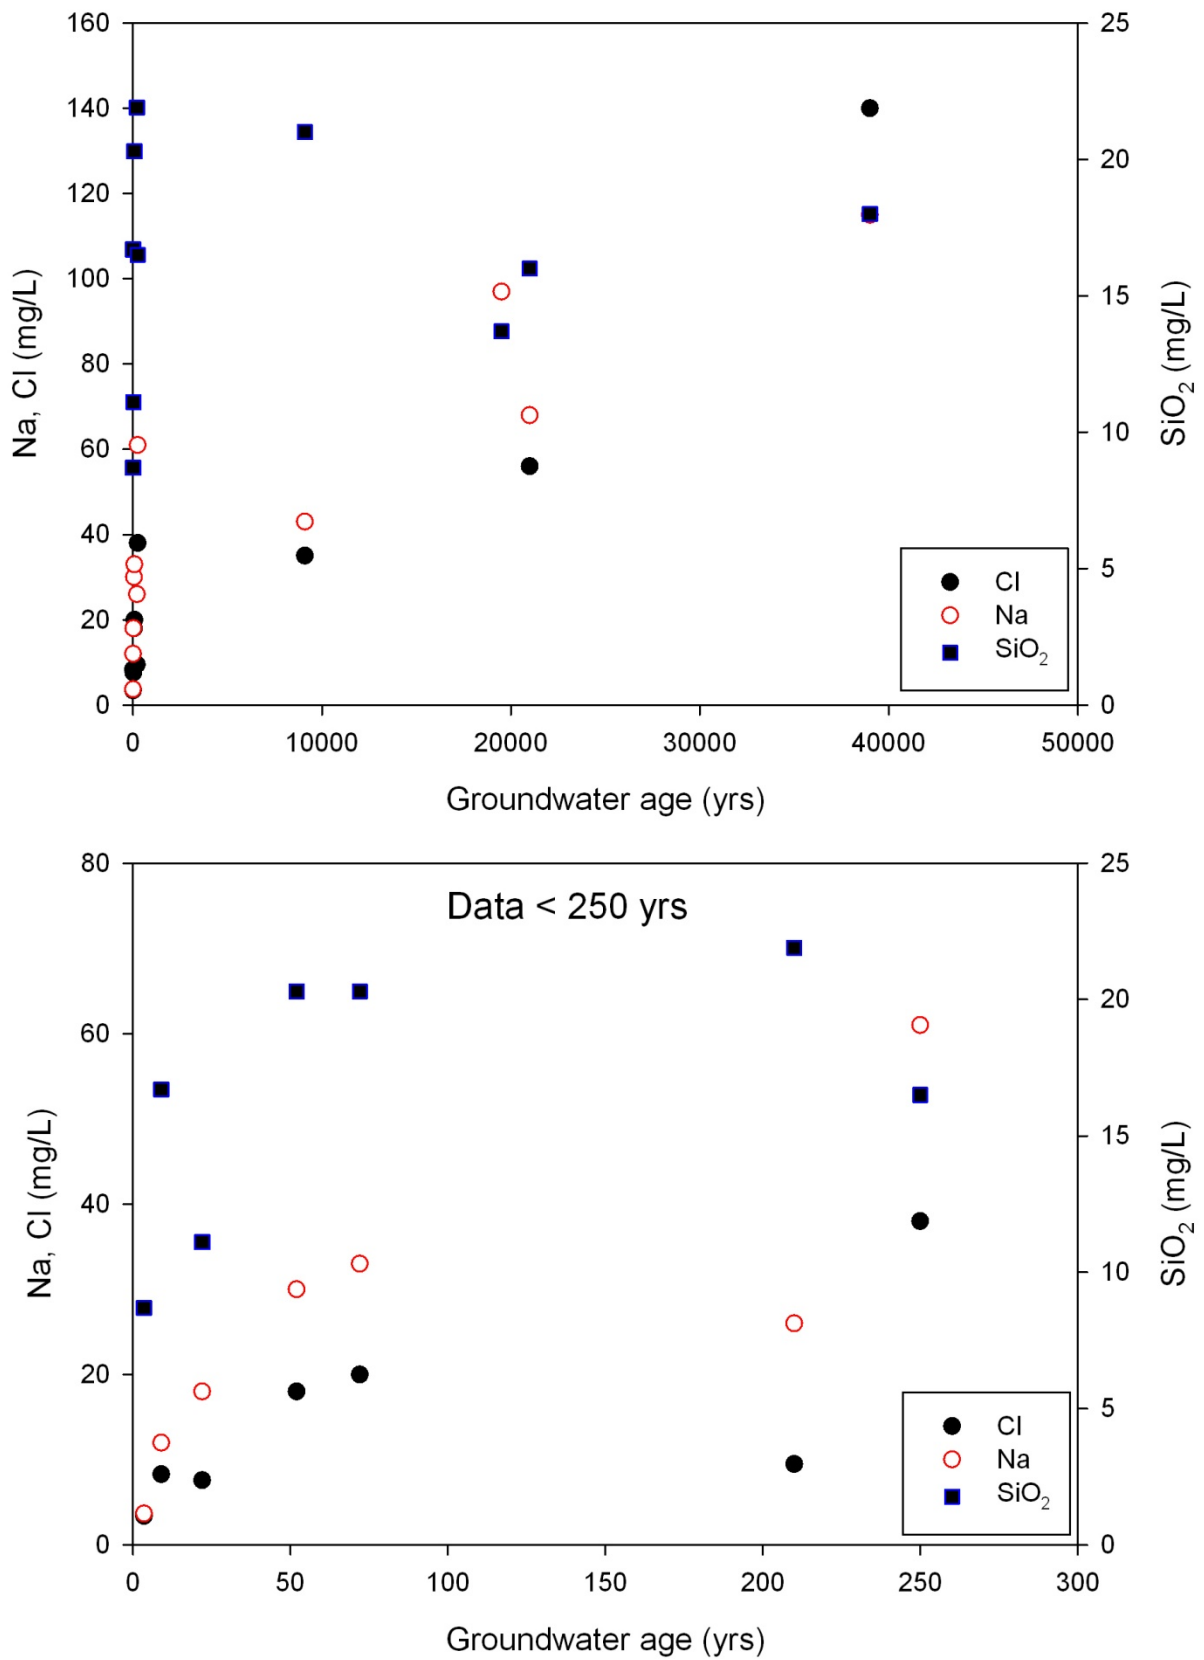 160
140
120
100
80
60
40
20
0
Na, Cl (mg/L)
25
20
15
10
5
0
SiO₂ (mg/L)
Cl
Na
SiO₂
0 10000 20000 30000 40000 50000
Groundwater age (yrs)
Data < 250 yrs
80
60
40
20
0
Na, Cl (mg/L)
25
20
15
10
5
0
SiO₂ (mg/L)
Cl
Na
SiO₂
0 50 100 150 200 250 300
Groundwater age (yrs)